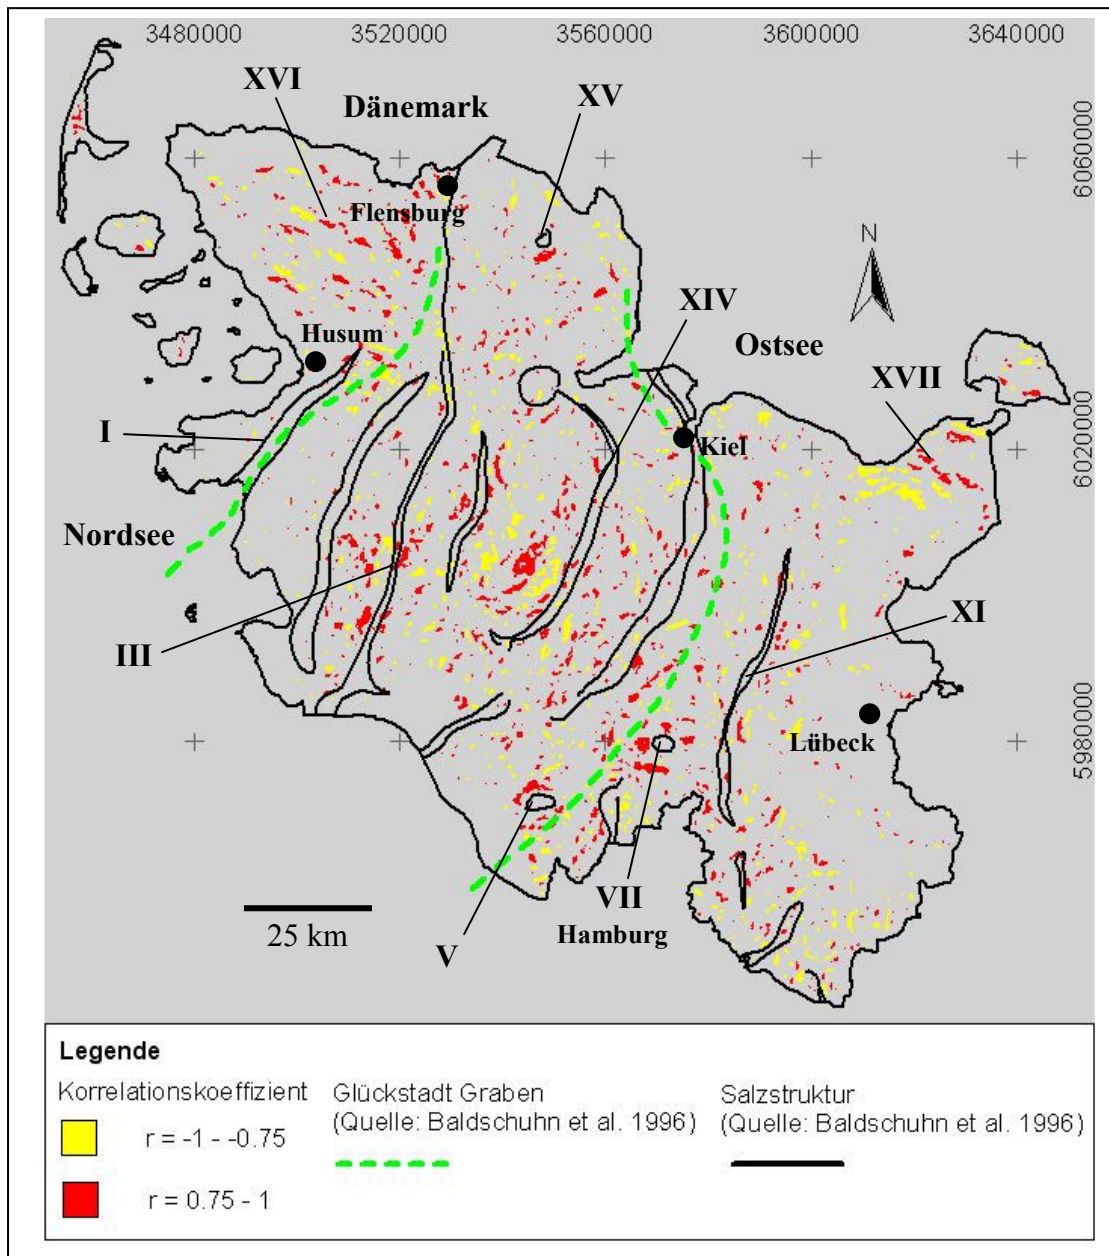 3480000 3520000 3560000 3600000 3640000
XVI
XV
Dänemark
6060000
Flensburg
N
XIV
Husum
Ostsee
XVII
I
Kiel
6020000
Nordsee
XI
III
Lübeck
5980000
VII
25 km
Hamburg
V
Legende
Korrelationskoeffizient
r = -1 - -0.75
r = 0.75 - 1
Glückstadt Graben
(Quelle: Baldschuhn et al. 1996)
Salzstruktur
(Quelle: Baldschuhn et al. 1996)